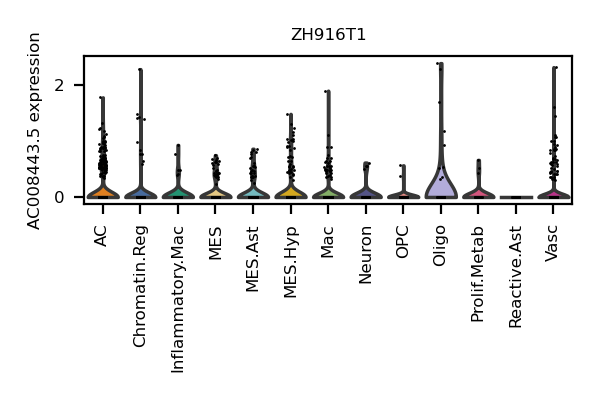 ZH916T1
AC008443.5 expression
2
0
AC
Chromatin.Reg
Inflammatory.Mac
MES
MES.Ast
MES.Hyp
Mac
Neuron
OPC
Oligo
Prolif.Metab
Reactive.Ast
Vasc